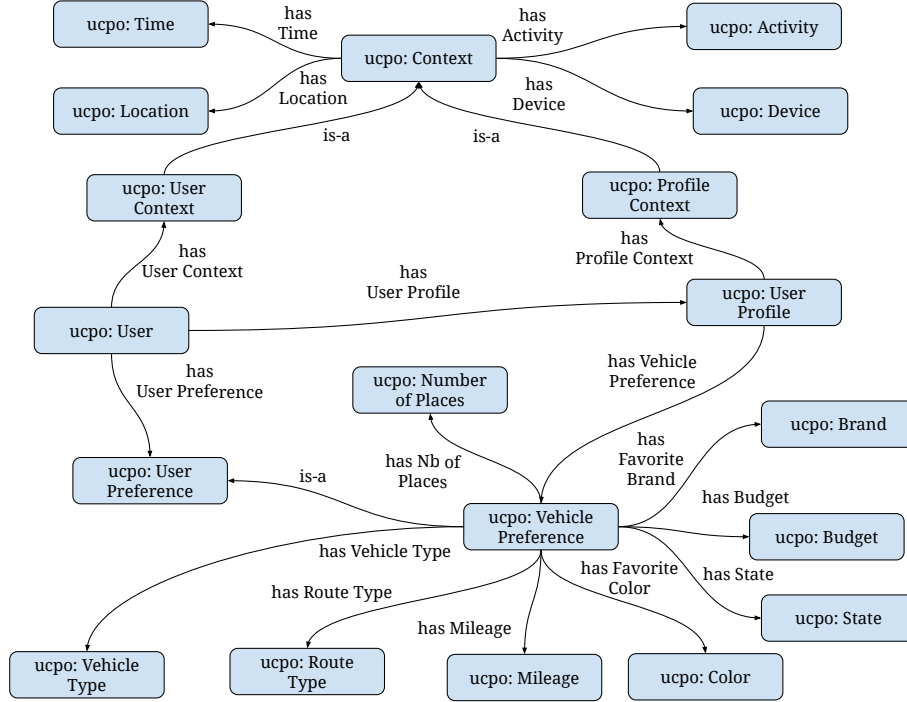 ucpo: Time
has
Time
has
Activity
ucpo: Activity
ucpo: Context
ucpo: Location
has
Location
has
Device
ucpo: Device
is-a
is-a
ucpo: User
Context
ucpo: Profile
Context
has
User Context
has
Profile Context
has
User Profile
ucpo: User
ucpo: User
Profile
has
User Preference
ucpo: Number
of Places
has Vehicle
Preference
ucpo: Brand
has
Favorite
Brand
ucpo: User
Preference
is-a
has Nb of
Places
has Budget
ucpo: Vehicle
Preference
ucpo: Budget
has Vehicle Type
has Favorite
Color
has State
has Route Type
ucpo: State
has Mileage
ucpo: Vehicle
Type
ucpo: Route
Type
ucpo: Mileage
ucpo: Color